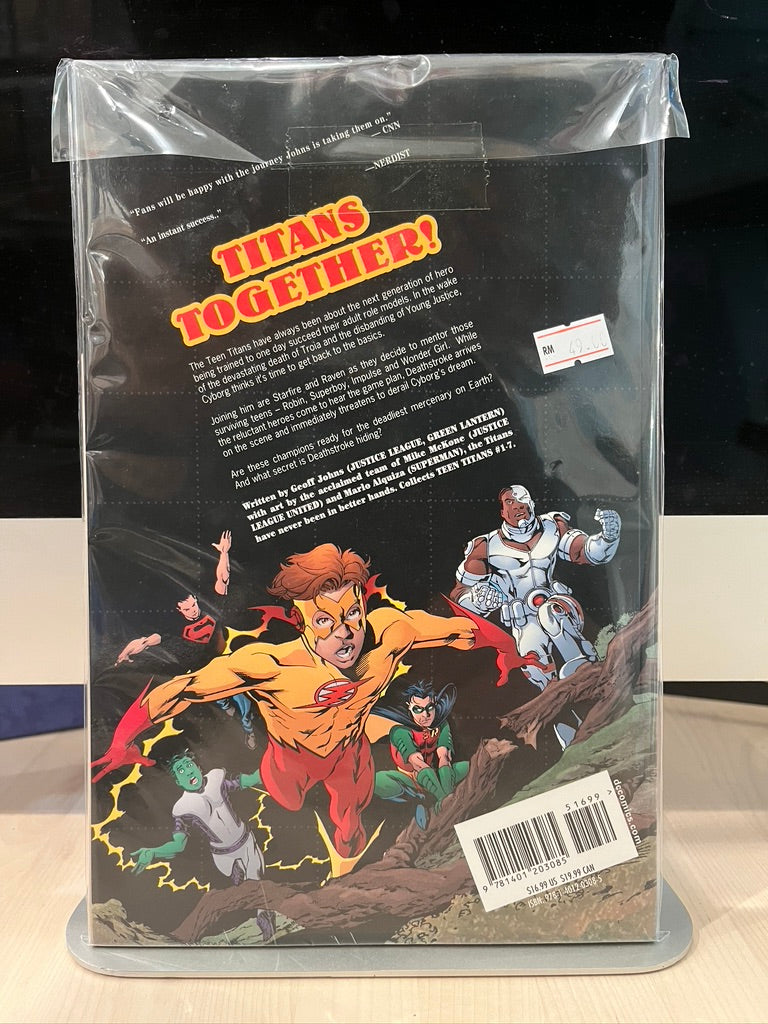 "Fans will be happy with the journey Johns is taking them on."
— CNN
"An instant success."
—NERDIST
TITANS
TOGETHER!
The Teen Titans have always been about the next generation of hero
being trained to one day succeed their adult role models. In the wake
of the devastating death of Troia and the disbanding of Young Justice,
Cyborg thinks it's time to get back to the basics.
Joining him are Starfire and Raven as they decide to mentor those
surviving teens – Robin, Superboy, Impulse and Wonder Girl. While
the reluctant heroes come to hear the game plan, Deathstroke arrives
on the scene and immediately threatens to derail Cyborg's dream.
Are these champions ready for the deadliest mercenary on Earth?
And what secret is Deathstroke hiding?
Written by Geoff Johns (JUSTICE LEAGUE, GREEN LANTERN)
with art by the acclaimed team of Mike McKone (JUSTICE
LEAGUE UNITED) and Marlo Alquiza (SUPERMAN), the Titans
have never been in better hands. Collects TEEN TITANS #1-7.
RM 49.00
51699 >
9 781401 203085
$16.99 US $19.99 CAN
ISBN: 978-1-4012-0308-5
dccomics.com